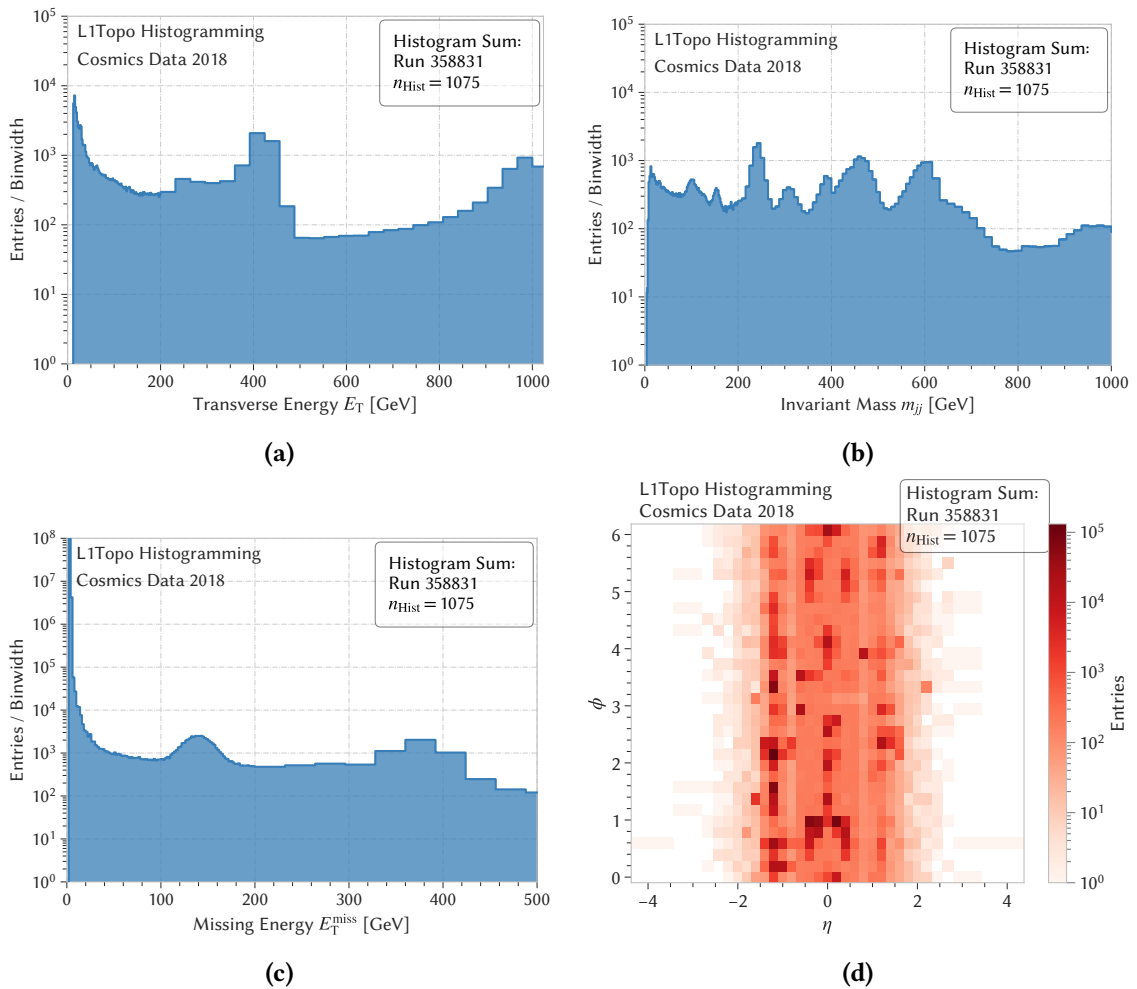 L1Topo Histogramming
Cosmics Data 2018
Histogram Sum:
Run 358831
n_Hist = 1075
Entries / Binwidth
10^5
10^4
10^3
10^2
10^1
10^0
0 200 400 600 800 1000
Transverse Energy E_T [GeV]
(a)
L1Topo Histogramming
Cosmics Data 2018
Histogram Sum:
Run 358831
n_Hist = 1075
Entries / Binwidth
10^5
10^4
10^3
10^2
10^1
10^0
0 200 400 600 800 1000
Invariant Mass m_jj [GeV]
(b)
L1Topo Histogramming
Cosmics Data 2018
Histogram Sum:
Run 358831
n_Hist = 1075
Entries / Binwidth
10^8
10^7
10^6
10^5
10^4
10^3
10^2
10^1
10^0
0 100 200 300 400 500
Missing Energy E_T^miss [GeV]
(c)
L1Topo Histogramming
Cosmics Data 2018
Histogram Sum:
Run 358831
n_Hist = 1075
ϕ
6
5
4
3
2
1
0
−4 −2 0 2 4
η
10^5
10^4
10^3
10^2
10^1
10^0
Entries
(d)